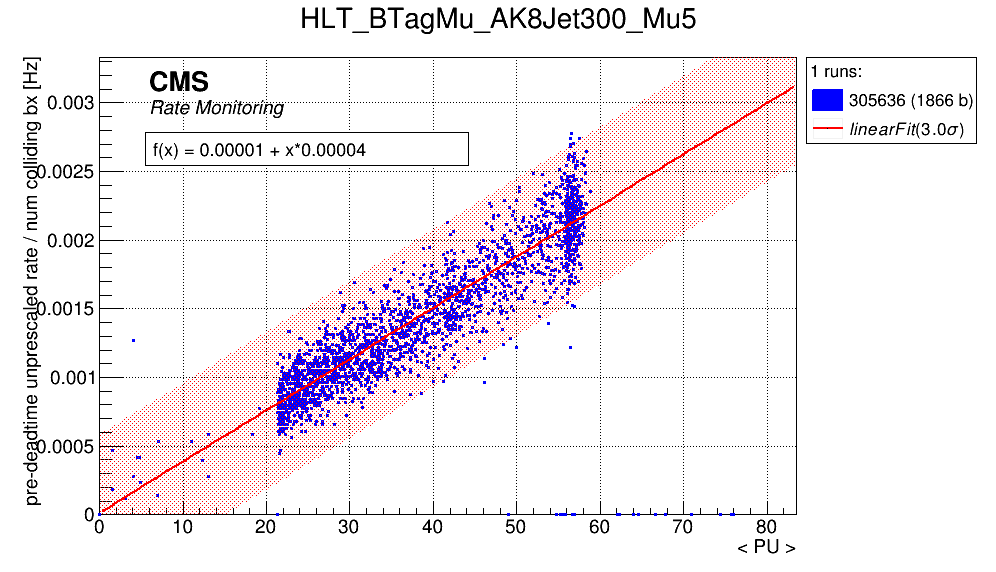 HLT_BTagMu_AK8Jet300_Mu5
pre-deadtime unprescaled rate / num colliding bx [Hz]
CMS
Rate Monitoring
f(x) = 0.00001 + x*0.00004
0.003
0.0025
0.002
0.0015
0.001
0.0005
0
0 10 20 30 40 50 60 70 80
< PU >
1 runs:
305636 (1866 b)
linearFit(3.0σ)